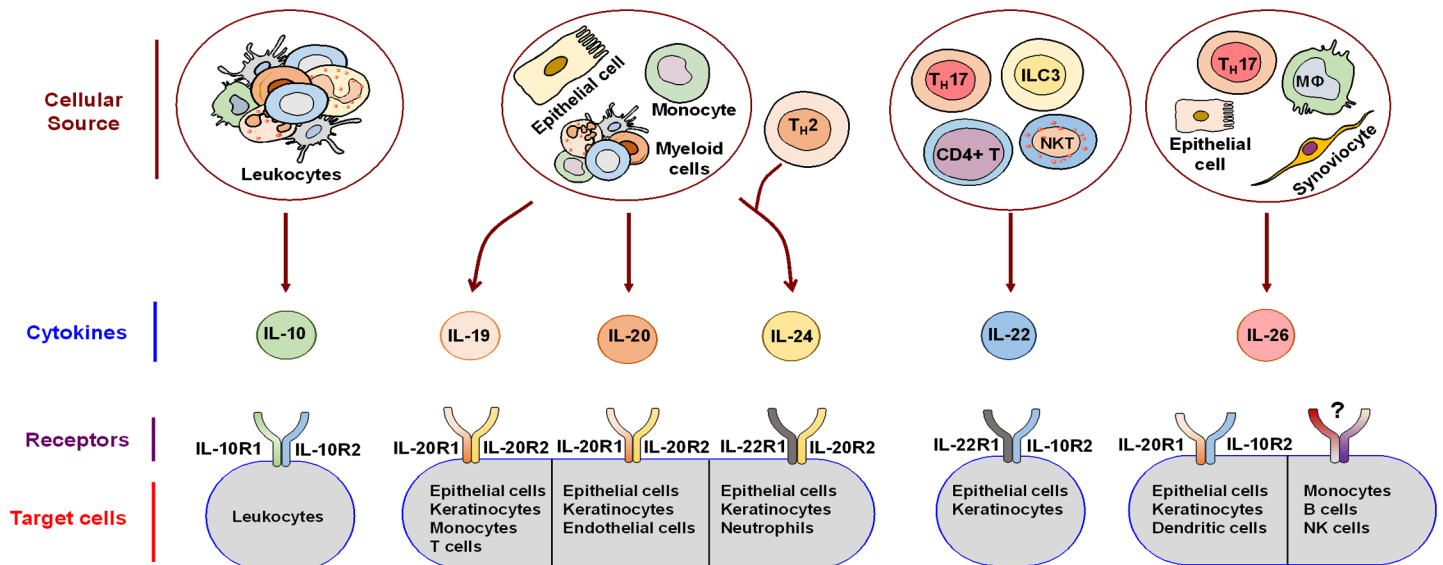 Cellular
Source
Leukocytes
Epithelial cell
Monocyte
Myeloid
cells
TH2
TH17
ILC3
CD4+ T
NKT
TH17
MΦ
Epithelial
cell
Synoviocyte
Cytokines
IL-10
IL-19
IL-20
IL-24
IL-22
IL-26
Receptors
IL-10R1
IL-10R2
IL-20R1
IL-20R2
IL-20R1
IL-20R2
IL-22R1
IL-20R2
IL-22R1
IL-10R2
IL-20R1
IL-10R2
?
Target cells
Leukocytes
Epithelial cells
Keratinocytes
Monocytes
T cells
Epithelial cells
Keratinocytes
Endothelial cells
Epithelial cells
Keratinocytes
Neutrophils
Epithelial cells
Keratinocytes
Epithelial cells
Keratinocytes
Dendritic cells
Monocytes
B cells
NK cells